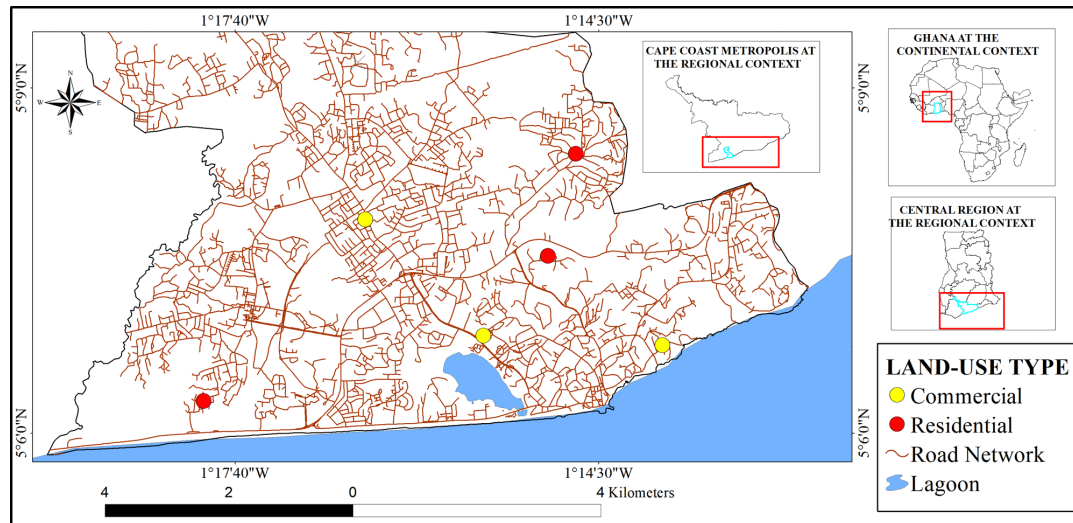 1°17'40"W
1°14'30"W
5°9'0"N
5°6'0"N
N
W
E
S
CAPE COAST METROPOLIS AT
THE REGIONAL CONTEXT
GHANA AT THE
CONTINENTAL CONTEXT
5°9'0"N
5°6'0"N
CENTRAL REGION AT
THE REGIONAL CONTEXT
LAND-USE TYPE
Commercial
Residential
Road Network
Lagoon
1°17'40"W
1°14'30"W
4
2
0
4 Kilometers